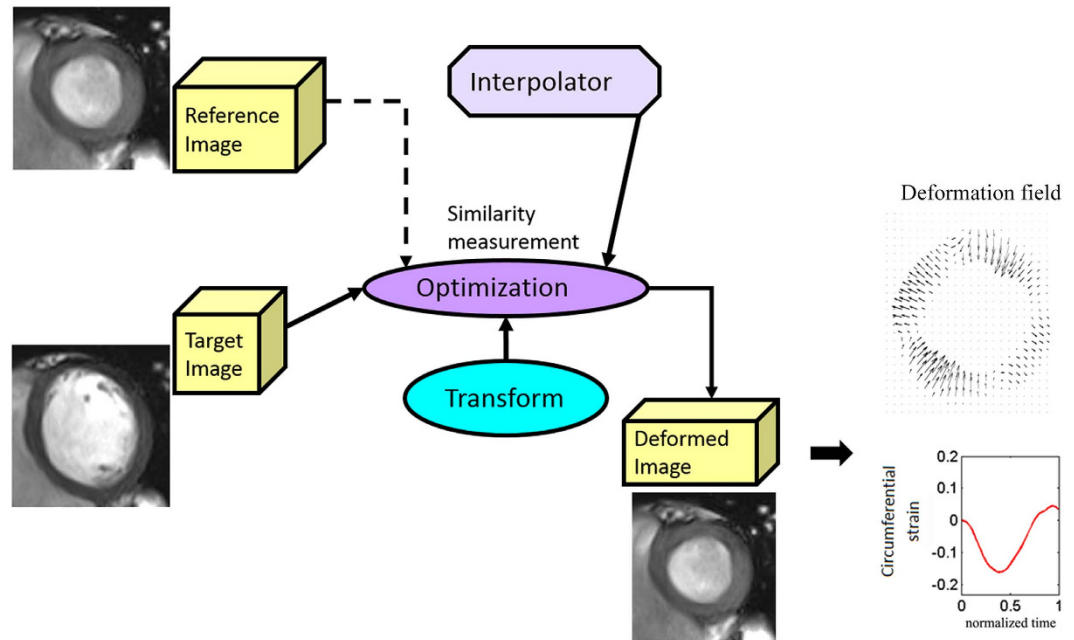 Reference
Image
Interpolator
Similarity
measurement
Optimization
Target
Image
Transform
Deformed
Image
Deformation field
Circumferential
strain
0.2
0.1
0
-0.1
-0.2
0
0.5
1
normalized time